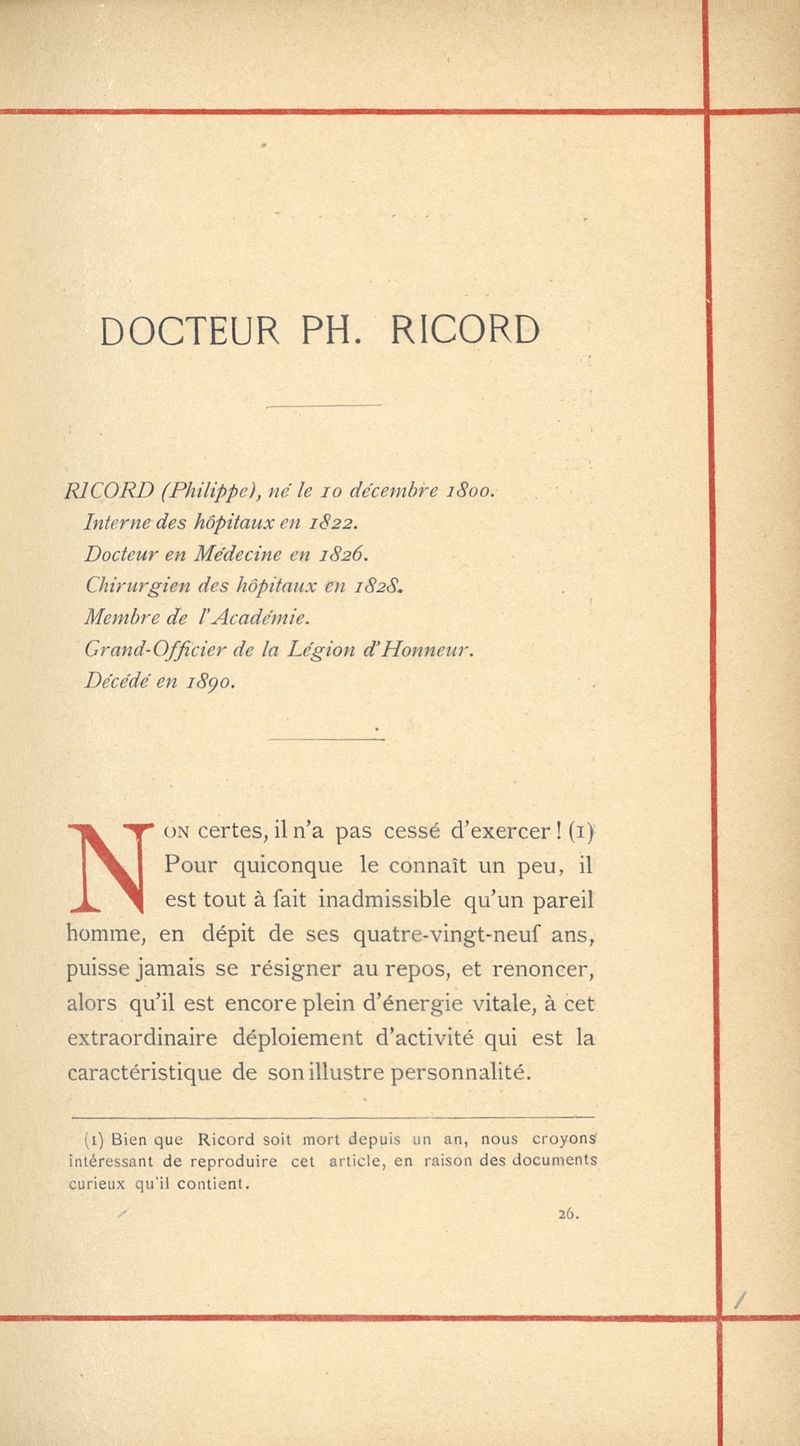 DOCTEUR PH. RICORD
RICORD (Philippe), né le 10 décembre 1800.
Interne des hôpitaux en 1822.
Docteur en Médecine en 1826.
Chirurgien des hôpitaux en 1828.
Membre de l'Académie.
Grand-Officier de la Légion d'Honneur.
Décédé en 1890.
NON certes, il n'a pas cessé d'exercer ! (1)
Pour quiconque le connaît un peu, il
est tout à fait inadmissible qu'un pareil
homme, en dépit de ses quatre-vingt-neuf ans,
puisse jamais se résigner au repos, et renoncer,
alors qu'il est encore plein d'énergie vitale, à cet
extraordinaire déploiement d'activité qui est la
caractéristique de son illustre personnalité.
(1) Bien que Ricord soit mort depuis un an, nous croyons
intéressant de reproduire cet article, en raison des documents
curieux qu'il contient.
26.